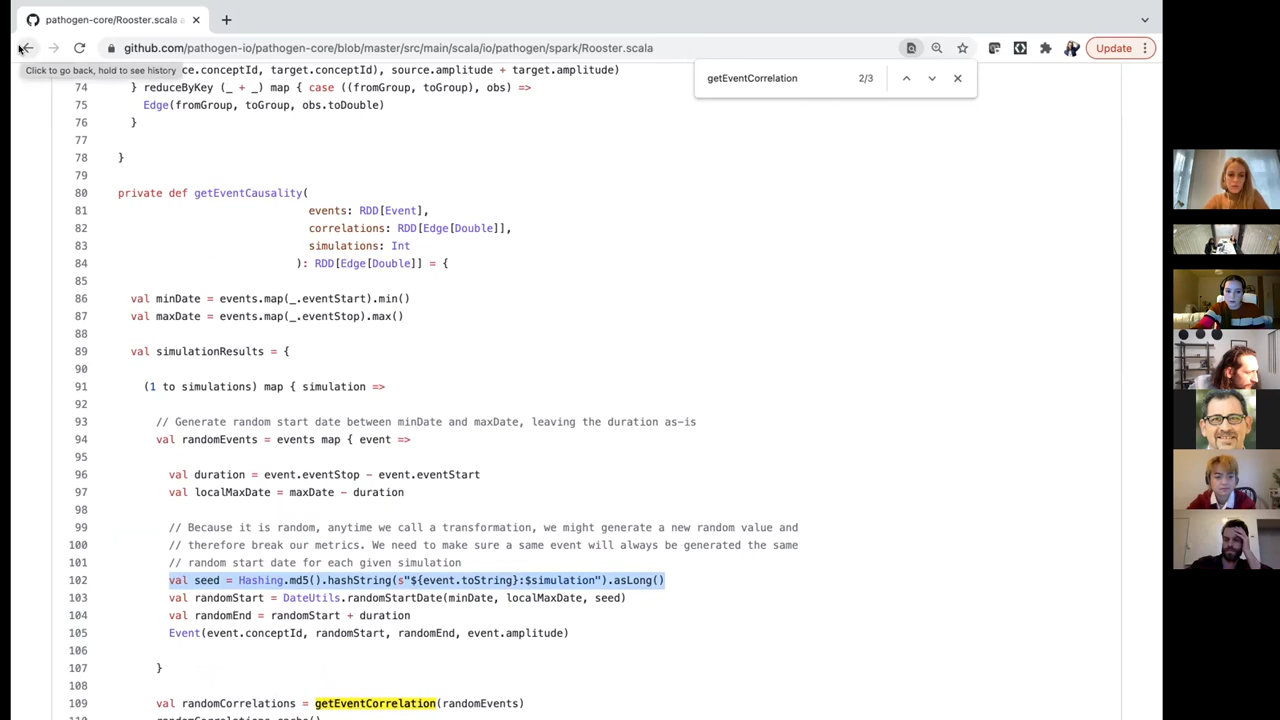 pathogen-core/Rooster.scala a
github.com/pathogen-io/pathogen-core/blob/master/src/main/scala/io/pathogen/spark/Rooster.scala
Update
Click to go back, hold to see history
getEventCorrelation 2/3
ce.conceptId, target.conceptId), source.amplitude + target.amplitude)
74 } reduceByKey (_ + _) map { case ((fromGroup, toGroup), obs) =>
75 Edge(fromGroup, toGroup, obs.toDouble)
76 }
77
78 }
79
80 private def getEventCausality(
81 events: RDD[Event],
82 correlations: RDD[Edge[Double]],
83 simulations: Int
84 ): RDD[Edge[Double]] = {
85
86 val minDate = events.map(_.eventStart).min()
87 val maxDate = events.map(_.eventStop).max()
88
89 val simulationResults = {
90
91 (1 to simulations) map { simulation =>
92
93 // Generate random start date between minDate and maxDate, leaving the duration as-is
94 val randomEvents = events map { event =>
95
96 val duration = event.eventStop - event.eventStart
97 val localMaxDate = maxDate - duration
98
99 // Because it is random, anytime we call a transformation, we might generate a new random value and
100 // therefore break our metrics. We need to make sure a same event will always be generated the same
101 // random start date for each given simulation
102 val seed = Hashing.md5().hashString(s"${event.toString}:$simulation").asLong()
103 val randomStart = DateUtils.randomStartDate(minDate, localMaxDate, seed)
104 val randomEnd = randomStart + duration
105 Event(event.conceptId, randomStart, randomEnd, event.amplitude)
106
107 }
108
109 val randomCorrelations = getEventCorrelation(randomEvents)
110 randomCorrelations.cache()